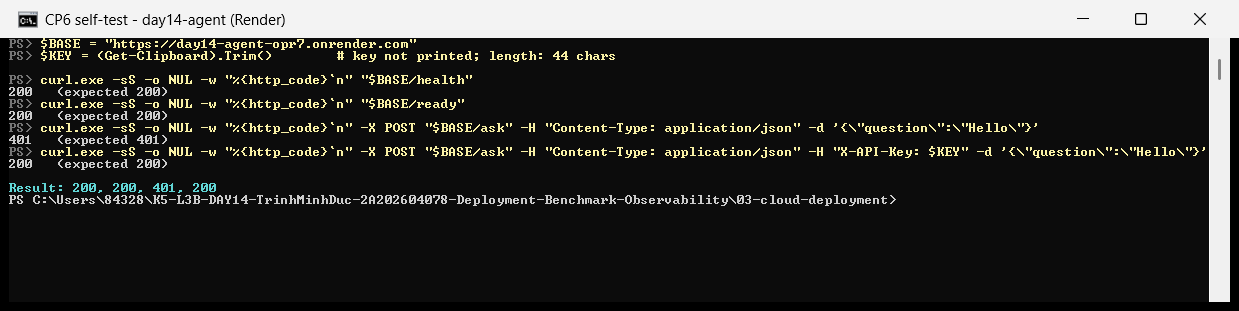 CP6 self-test - day14-agent (Render)
PS> $BASE = "https://day14-agent-opr7.onrender.com"
PS> $KEY = (Get-Clipboard).Trim()        # key not printed; length: 44 chars
PS> curl.exe -sS -o NUL -w "%{http_code}`n" "$BASE/health"
200   (expected 200)
PS> curl.exe -sS -o NUL -w "%{http_code}`n" "$BASE/ready"
200   (expected 200)
PS> curl.exe -sS -o NUL -w "%{http_code}`n" -X POST "$BASE/ask" -H "Content-Type: application/json" -d '{\"question\":\"Hello\"}'
401   (expected 401)
PS> curl.exe -sS -o NUL -w "%{http_code}`n" -X POST "$BASE/ask" -H "Content-Type: application/json" -H "X-API-Key: $KEY" -d '{\"question\":\"Hello\"}'
200   (expected 200)
Result: 200, 200, 401, 200
PS C:\Users\84328\K5-L3B-DAY14-TrinhMinhDuc-2A202604078-Deployment-Benchmark-Observability\03-cloud-deployment>